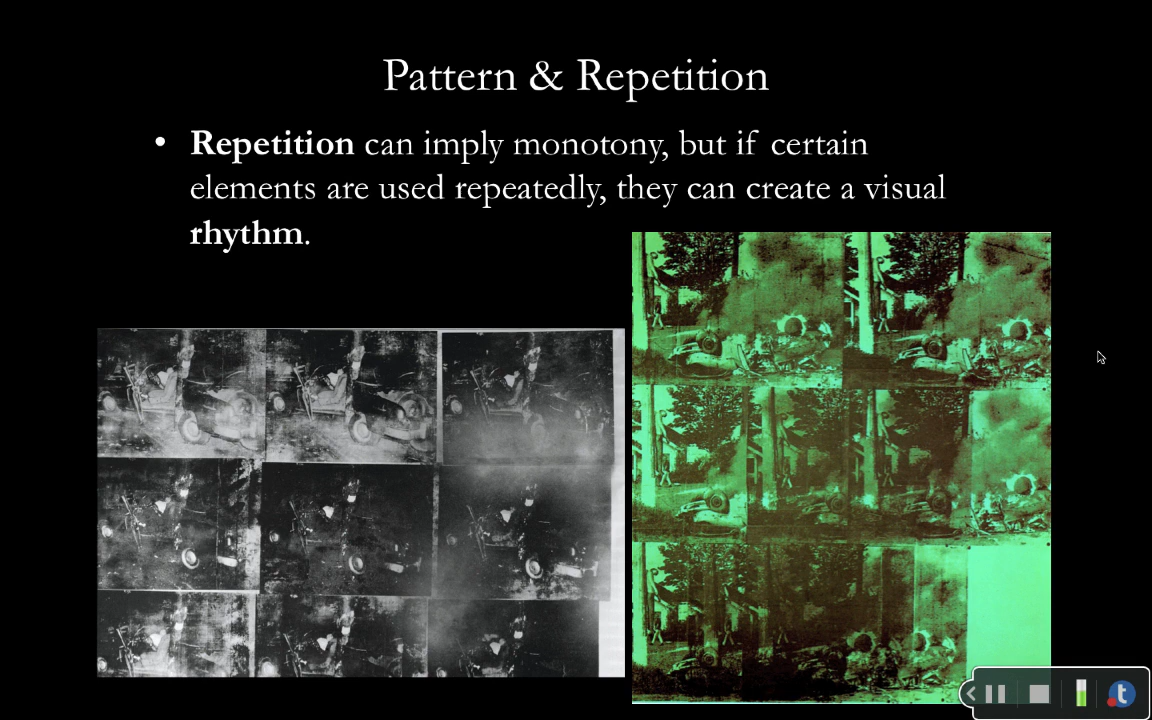 Pattern & Repetition
• Repetition can imply monotony, but if certain
elements are used repeatedly, they can create a visual
rhythm.
t